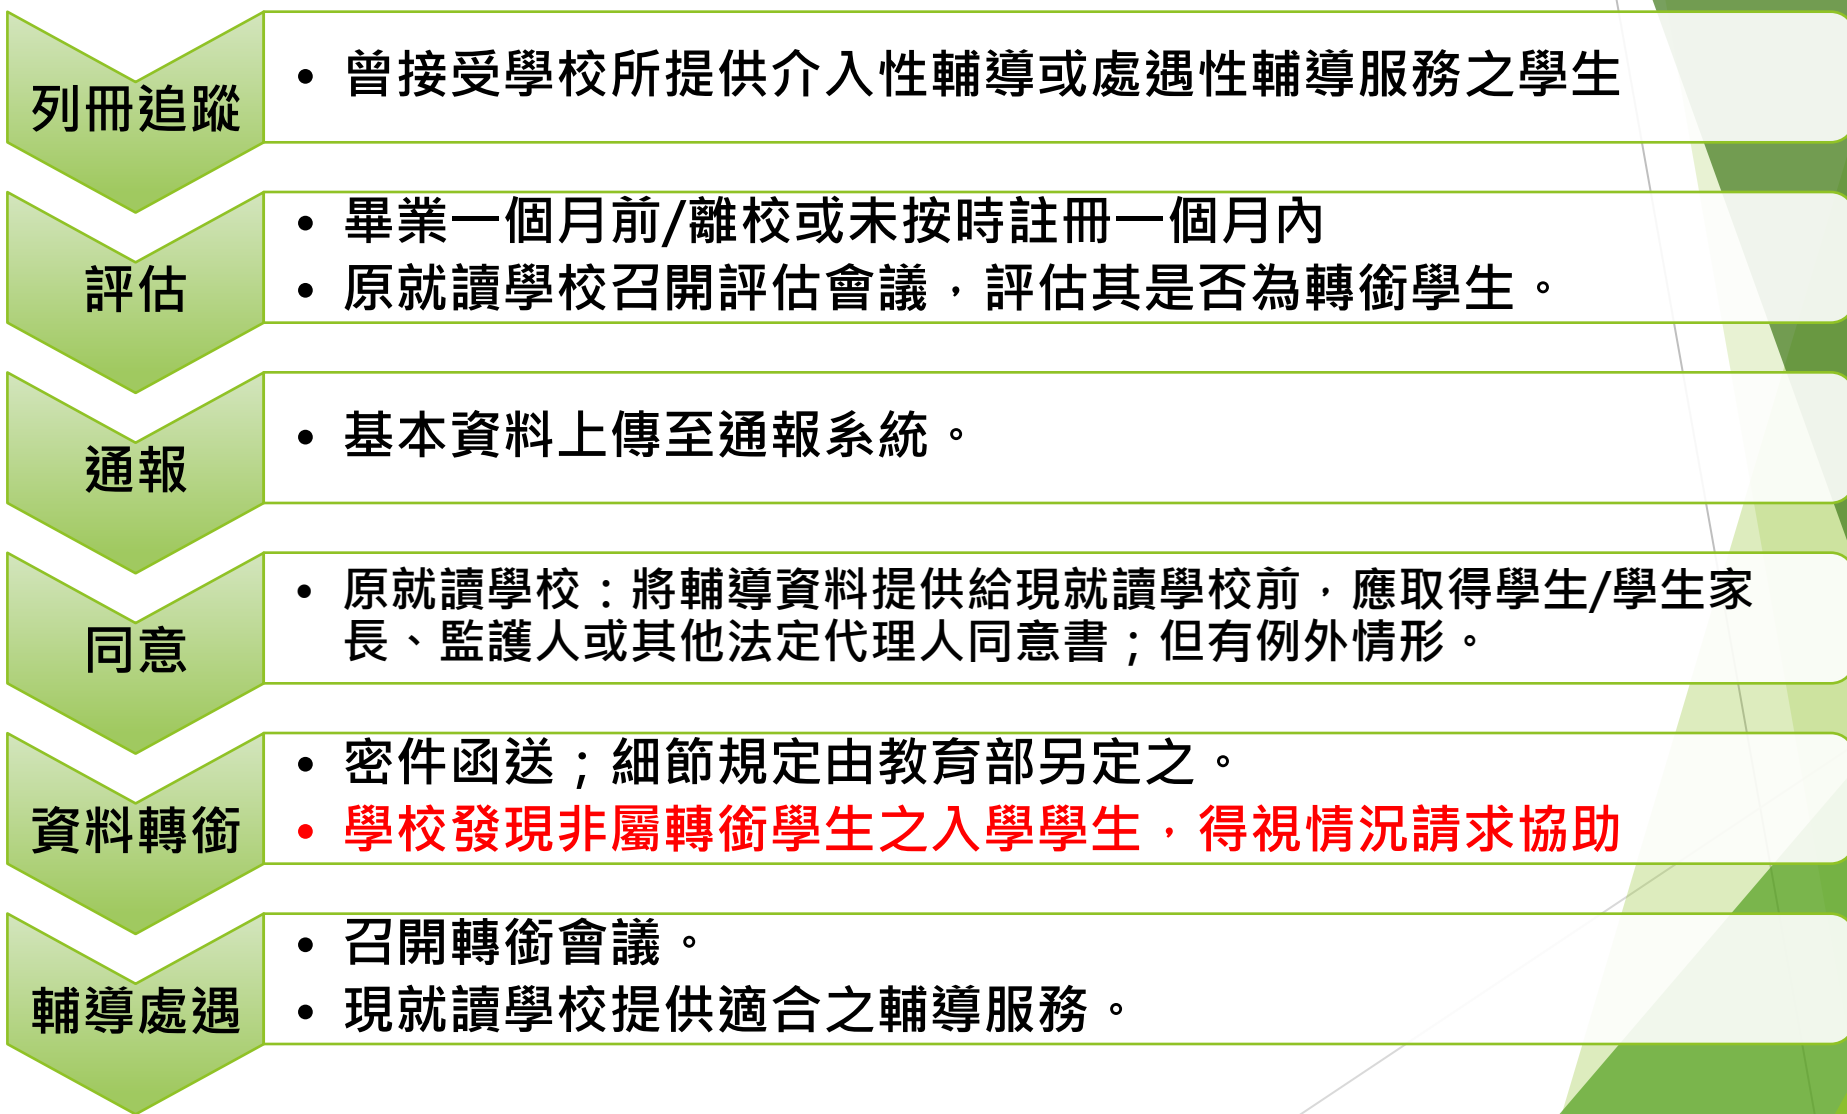 列冊追蹤
• 曾接受學校所提供介入性輔導或處遇性輔導服務之學生
評估
• 畢業一個月前/離校或未按時註冊一個月內
• 原就讀學校召開評估會議，評估其是否為轉銜學生。
通報
• 基本資料上傳至通報系統。
同意
• 原就讀學校：將輔導資料提供給現就讀學校前，應取得學生/學生家
長、監護人或其他法定代理人同意書；但有例外情形。
資料轉銜
• 密件函送；細節規定由教育部另定之。
• 學校發現非屬轉銜學生之入學學生，得視情況請求協助
輔導處遇
• 召開轉銜會議。
• 現就讀學校提供適合之輔導服務。